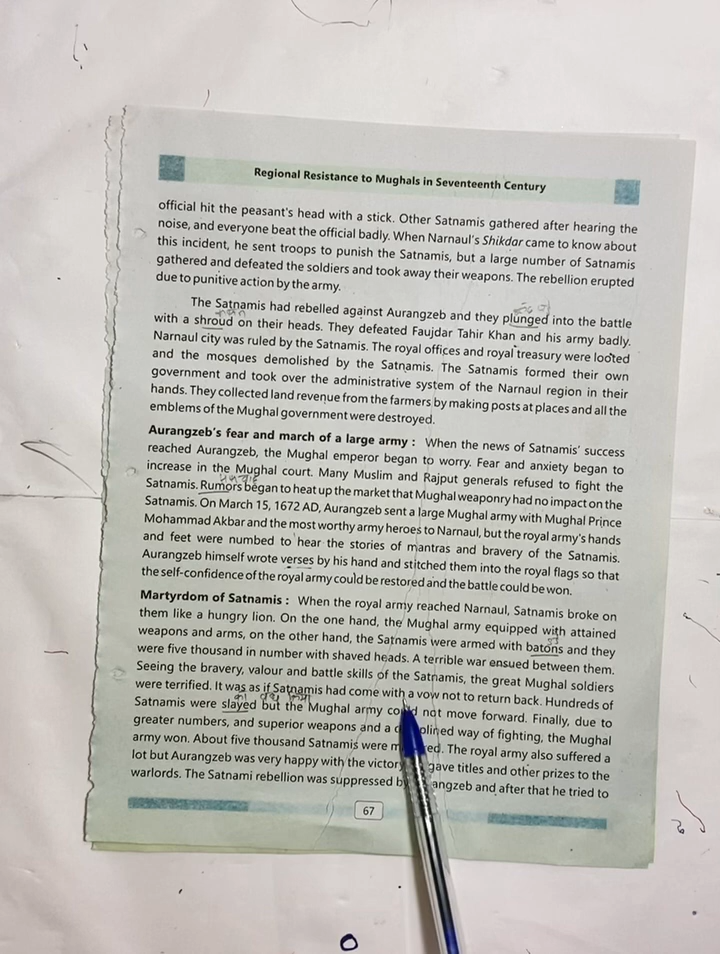 Regional Resistance to Mughals in Seventeenth Century
official hit the peasant's head with a stick. Other Satnamis gathered after hearing the
noise, and everyone beat the official badly. When Narnaul's Shikdar came to know about
this incident, he sent troops to punish the Satnamis, but a large number of Satnamis
gathered and defeated the soldiers and took away their weapons. The rebellion erupted
due to punitive action by the army.
The Satnamis had rebelled against Aurangzeb and they plunged into the battle
with a shroud on their heads. They defeated Faujdar Tahir Khan and his army badly.
Narnaul city was ruled by the Satnamis. The royal offices and royal treasury were looted
and the mosques demolished by the Satnamis. The Satnamis formed their own
government and took over the administrative system of the Narnaul region in their
hands. They collected land revenue from the farmers by making posts at places and all the
emblems of the Mughal government were destroyed.
Aurangzeb's fear and march of a large army : When the news of Satnamis' success
reached Aurangzeb, the Mughal emperor began to worry. Fear and anxiety began to
increase in the Mughal court. Many Muslim and Rajput generals refused to fight the
Satnamis. Rumors began to heat up the market that Mughal weaponry had no impact on the
Satnamis. On March 15, 1672 AD, Aurangzeb sent a large Mughal army with Mughal Prince
Mohammad Akbar and the most worthy army heroes to Narnaul, but the royal army's hands
and feet were numbed to hear the stories of mantras and bravery of the Satnamis.
Aurangzeb himself wrote verses by his hand and stitched them into the royal flags so that
the self-confidence of the royal army could be restored and the battle could be won.
Martyrdom of Satnamis : When the royal army reached Narnaul, Satnamis broke on
them like a hungry lion. On the one hand, the Mughal army equipped with attained
weapons and arms, on the other hand, the Satnamis were armed with batons and they
were five thousand in number with shaved heads. A terrible war ensued between them.
Seeing the bravery, valour and battle skills of the Satnamis, the great Mughal soldiers
were terrified. It was as if Satnamis had come with a vow not to return back. Hundreds of
Satnamis were slayed but the Mughal army not move forward. Finally, due to
greater numbers, and superior weapons and a way of fighting, the Mughal
army won. About five thousand Satnamis were The royal army also suffered a
lot but Aurangzeb was very happy with the victory gave titles and other prizes to the
warlords. The Satnami rebellion was suppressed and after that he tried to
67